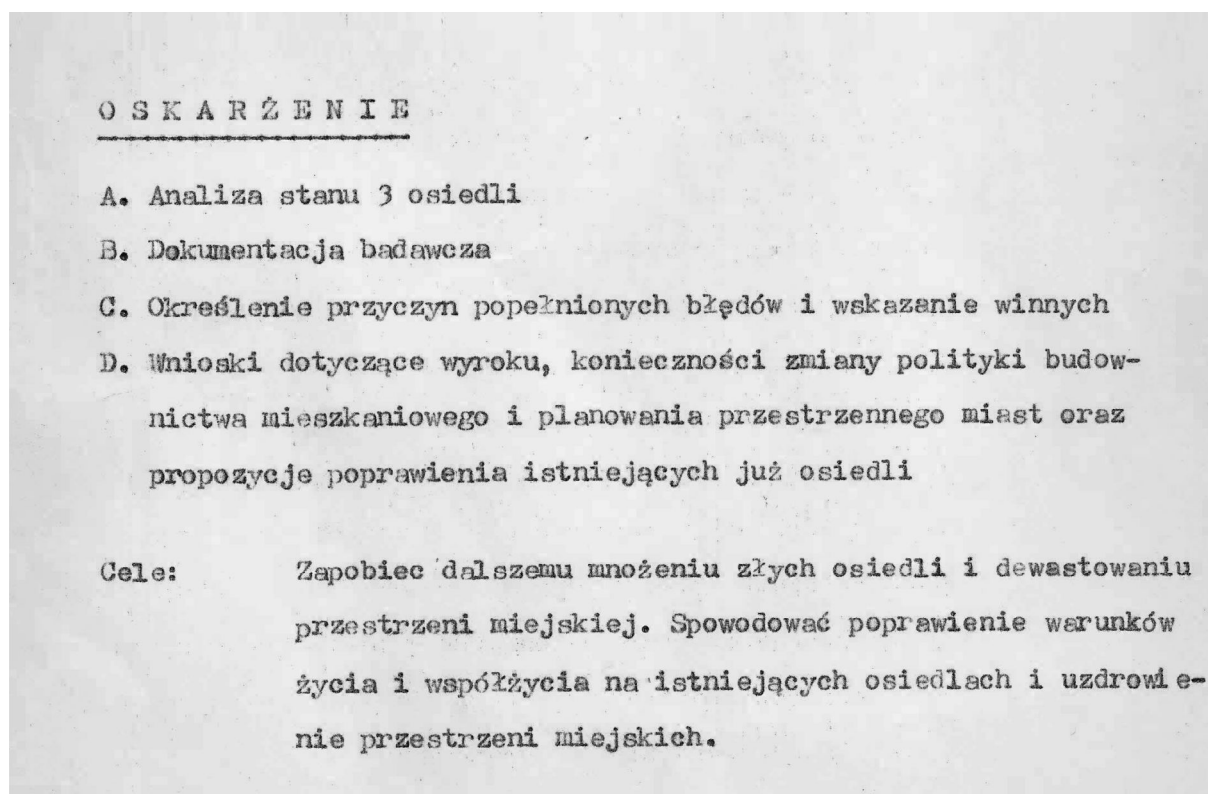 O S K A R Ż E N I E
A. Analiza stanu 3 osiedli
B. Dokumentacja badawcza
C. Określenie przyczyn popełnionych błędów i wskazanie winnych
D. Wnioski dotyczące wyroku, konieczności zmiany polityki budow-
nictwa mieszkaniowego i planowania przestrzennego miast oraz
propozycje poprawienia istniejących już osiedli
Cele: Zapobiec dalszemu mnożeniu złych osiedli i dewastowaniu
przestrzeni miejskiej. Spowodować poprawienie warunków
życia i współżycia na istniejących osiedlach i uzdrowie-
nie przestrzeni miejskich.